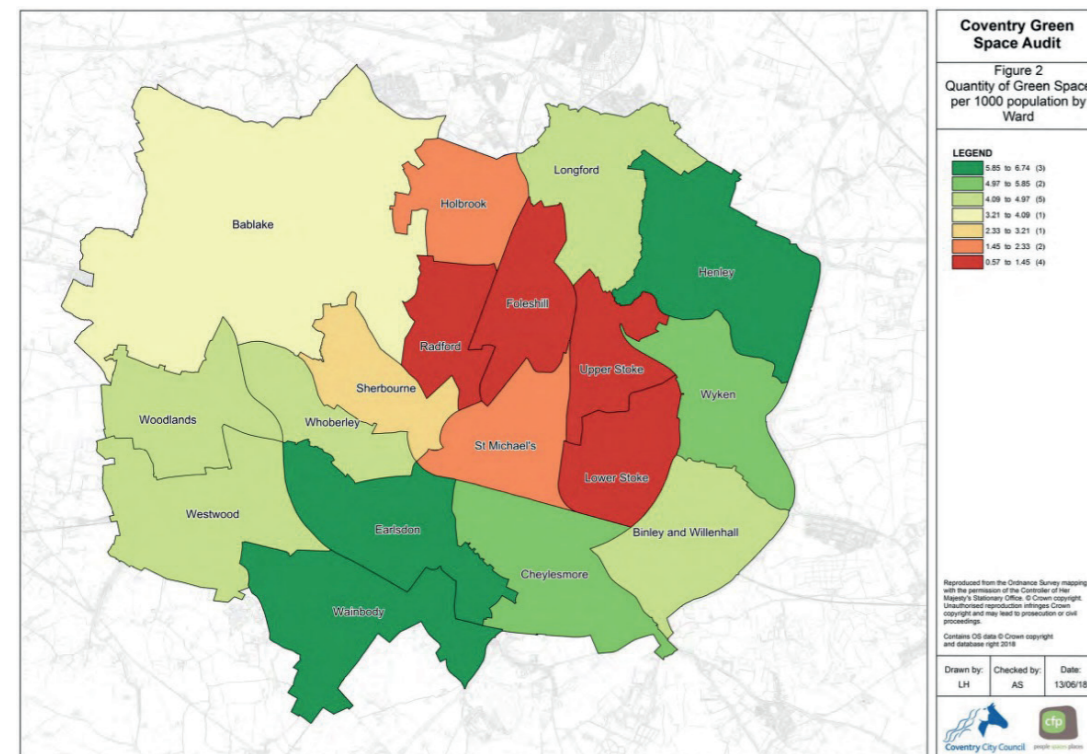 Coventry Green
Space Audit
Figure 2
Quantity of Green Space
per 1000 population by
Ward
LEGEND
5.85 to 6.74 (3)
4.97 to 5.85 (2)
4.09 to 4.97 (5)
3.21 to 4.09 (1)
2.33 to 3.21 (1)
1.45 to 2.33 (2)
0.57 to 1.45 (4)
Longford
Holbrook
Bablake
Henley
Foleshill
Radford
Upper Stoke
Sherbourne
Wyken
Woodlands
Whoberley
St Michael's
Lower Stoke
Westwood
Earlsdon
Binley and Willenhall
Cheylesmore
Wainbody
Reproduced from the Ordnance Survey mapping
with the permission of the Controller of Her
Majesty's Stationary Office. © Crown copyright.
Unauthorised reproduction infringes Crown
copyright and may lead to prosecution or civil
proceedings.
Contains OS data © Crown copyright
and database right 2018
Drawn by: Checked by: Date:
LH AS 13/06/18
Coventry City Council
cfp
people space place